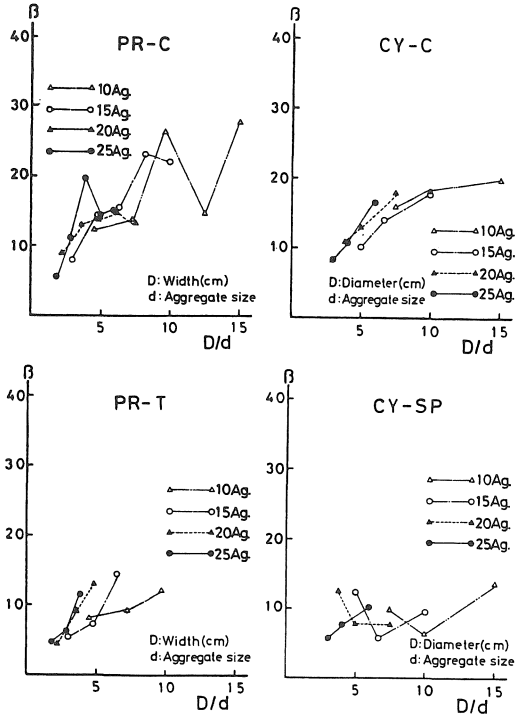 β
40
PR-C
30
10Ag.
15Ag.
20Ag.
25Ag.
20
10
D: Width(cm)
d: Aggregate size
5 10 15
D/d
β
40
CY-C
30
20
10
10Ag.
15Ag.
20Ag.
25Ag.
D:Diameter(cm)
d: Aggregate size
5 10 15
D/d
β
40
PR-T
30
10Ag.
15Ag.
20Ag.
25Ag.
20
10
D: Width(cm)
d: Aggregate size
5 10 15
D/d
β
40
CY-SP
30
10Ag.
15Ag.
20Ag.
25Ag.
20
10
D: Diameter(cm)
d: Aggregate size
5 10 15
D/d